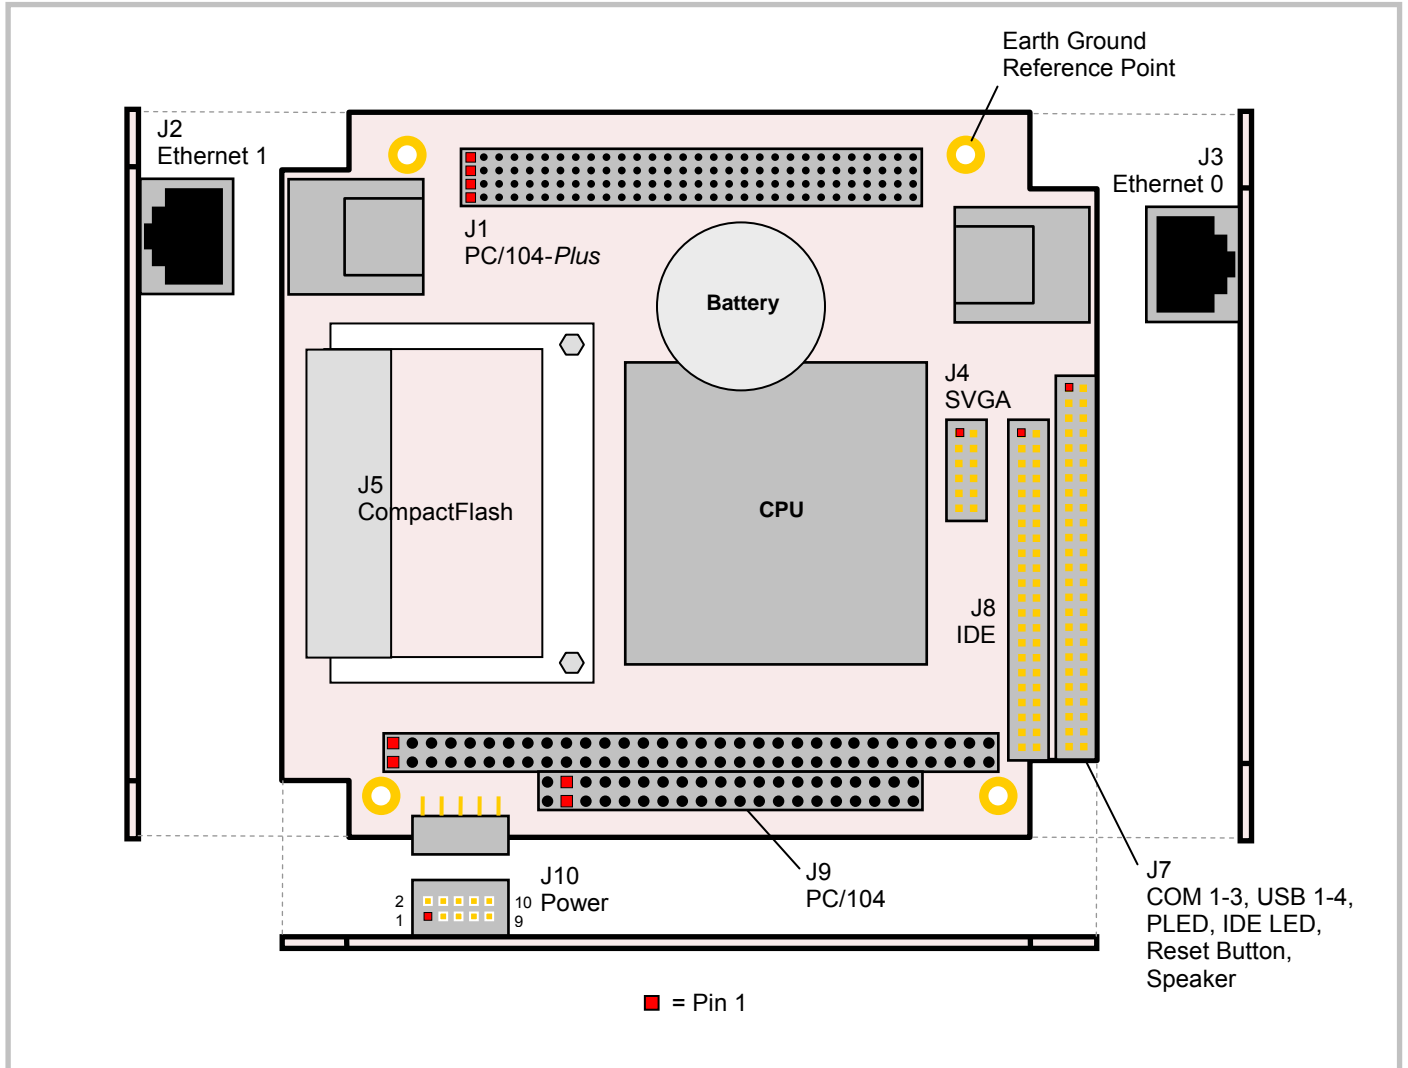 Earth Ground
Reference Point
J2
Ethernet 1
J3
Ethernet 0
J1
PC/104-Plus
Battery
J4
SVGA
J5
CompactFlash
CPU
J8
IDE
J10
Power
2
10
1
9
J9
PC/104
J7
COM 1-3, USB 1-4,
PLED, IDE LED,
Reset Button,
Speaker
= Pin 1